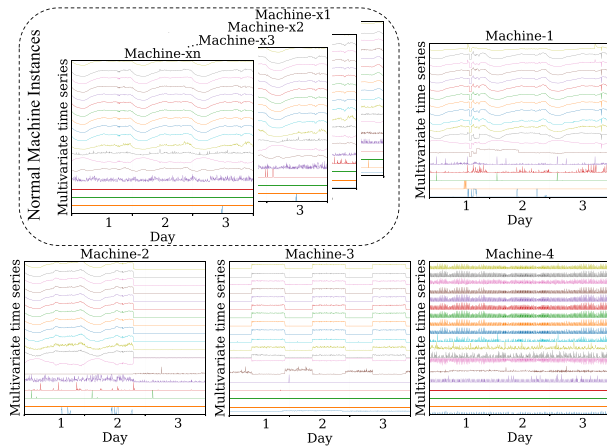 Machine-x1
Machine-x2
Machine-x3
Machine-xn
Normal Machine Instances
Multivariate time series
1 2 3
Day
3
Machine-1
Multivariate time series
1 2 3
Day
Machine-2
Multivariate time series
1 2 3
Day
Machine-3
Multivariate time series
1 2 3
Day
Machine-4
Multivariate time series
1 2 3
Day